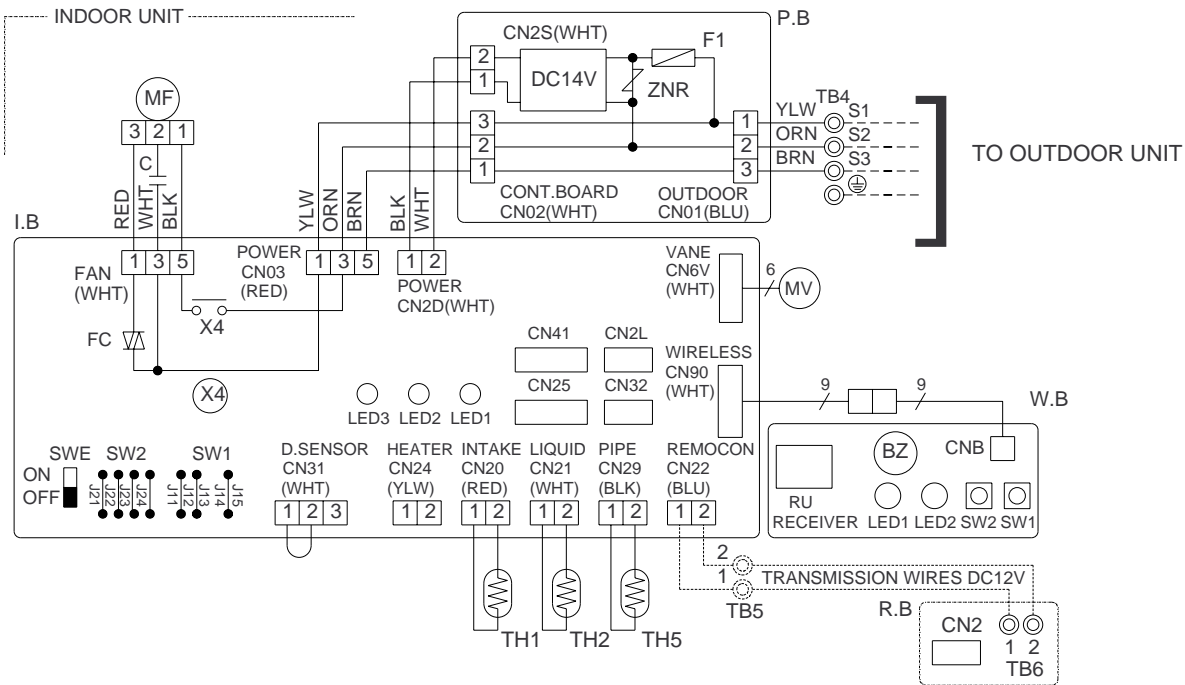 INDOOR UNIT
P.B
CN2S(WHT)
F1
2
1
DC14V
ZNR
MF
3 2 1
C
RED
WHT
BLK
YLW
ORN
BRN
BLK
WHT
3
2
1
CONT.BOARD
CN02(WHT)
1
2
3
OUTDOOR
CN01(BLU)
YLW
ORN
BRN
TB4
S1
S2
S3
TO OUTDOOR UNIT
I.B
FAN
(WHT)
1 3 5
POWER
CN03
(RED)
1 3 5
1 2
POWER
CN2D(WHT)
VANE
CN6V
(WHT)
6
MV
X4
FC
X4
CN41
CN2L
CN25
CN32
WIRELESS
CN90
(WHT)
9
9
W.B
LED3 LED2 LED1
SWE
ON
OFF
SW2
J21
J22
J23
J24
SW1
J11
J12
J13
J14
J15
D.SENSOR
CN31
(WHT)
1 2 3
HEATER
CN24
(YLW)
1 2
INTAKE
CN20
(RED)
1 2
LIQUID
CN21
(WHT)
1 2
PIPE
CN29
(BLK)
1 2
REMOCON
CN22
(BLU)
1 2
BZ
CNB
RU
RECEIVER LED1 LED2 SW2 SW1
TH1
TH2
TH5
2
1
TB5
TRANSMISSION WIRES DC12V
R.B
CN2
1 2
TB6